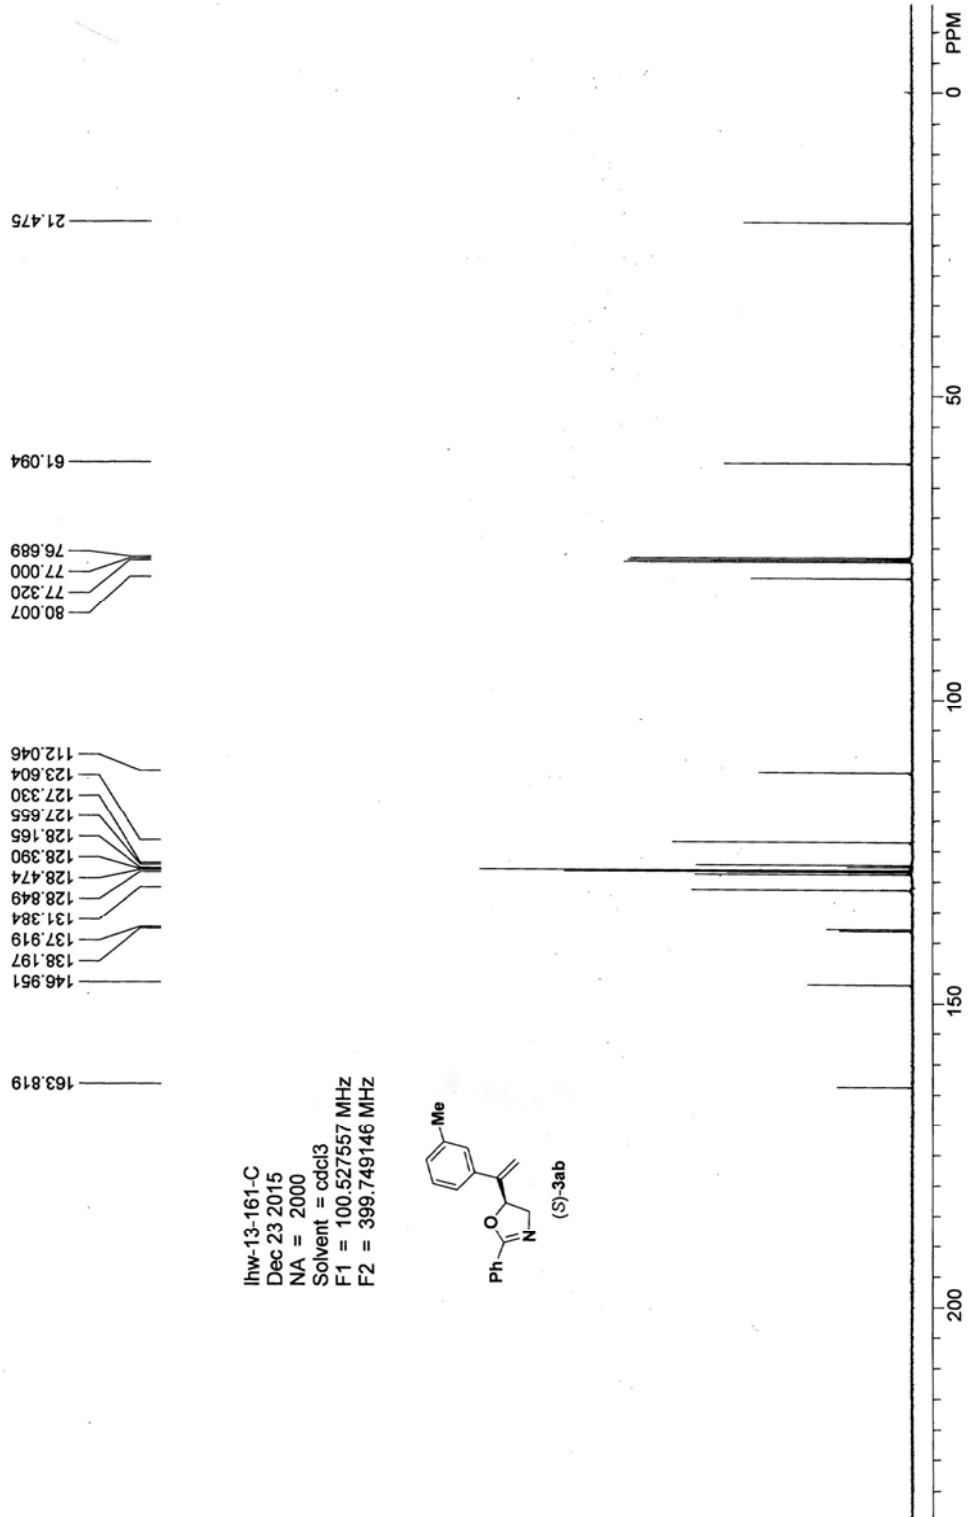 163.819
146.951
138.197
137.919
131.384
128.849
128.474
128.390
128.165
127.655
127.330
123.604
112.046
80.007
77.320
77.000
76.689
61.094
21.475
lhw-13-161-C
Dec 23 2015
NA = 2000
Solvent = cdcl3
F1 = 100.527557 MHz
F2 = 399.749146 MHz
Me
Ph
O
N
(S)-3ab
200
150
100
50
0
PPM